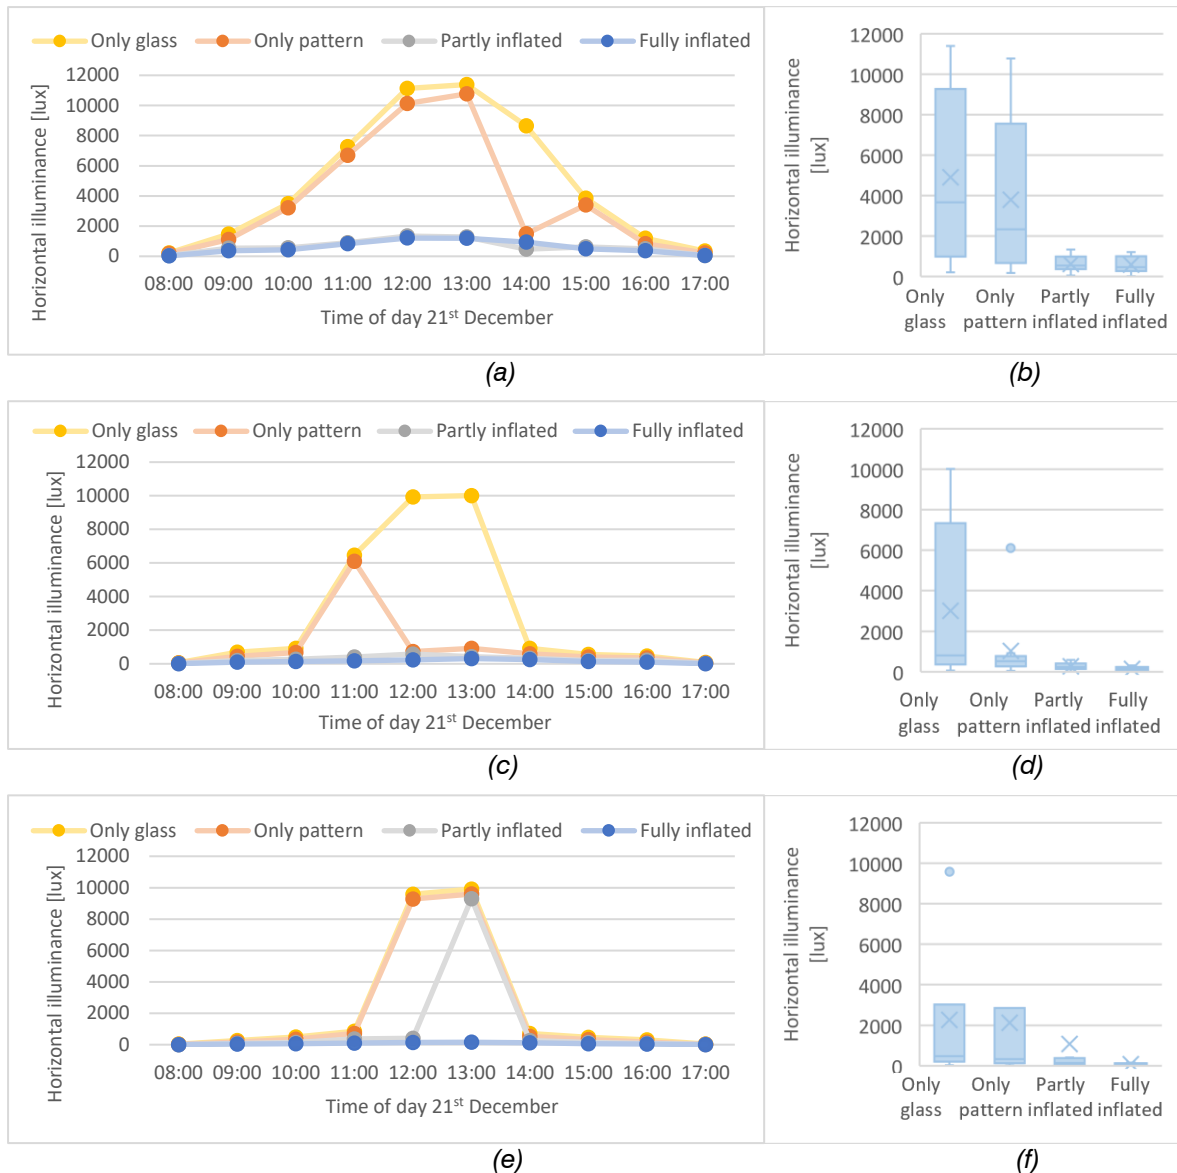 Only glass Only pattern Partly inflated Fully inflated
Horizontal illuminance [lux]
12000
10000
8000
6000
4000
2000
0
08:00 09:00 10:00 11:00 12:00 13:00 14:00 15:00 16:00 17:00
Time of day 21st December
(a)
Horizontal illuminance
[lux]
12000
10000
8000
6000
4000
2000
0
Only Only Partly Fully
glass pattern inflated inflated
(b)
Only glass Only pattern Partly inflated Fully inflated
Horizontal illuminance [lux]
12000
10000
8000
6000
4000
2000
0
08:00 09:00 10:00 11:00 12:00 13:00 14:00 15:00 16:00 17:00
Time of day 21st December
(c)
Horizontal illuminance
[lux]
12000
10000
8000
6000
4000
2000
0
Only Only Partly Fully
glass pattern inflated inflated
(d)
Only glass Only pattern Partly inflated Fully inflated
Horizontal illuminance [lux]
12000
10000
8000
6000
4000
2000
0
08:00 09:00 10:00 11:00 12:00 13:00 14:00 15:00 16:00 17:00
Time of day 21st December
(e)
Horizontal illuminance
[lux]
12000
10000
8000
6000
4000
2000
0
Only Only Partly Fully
glass pattern inflated inflated
(f)